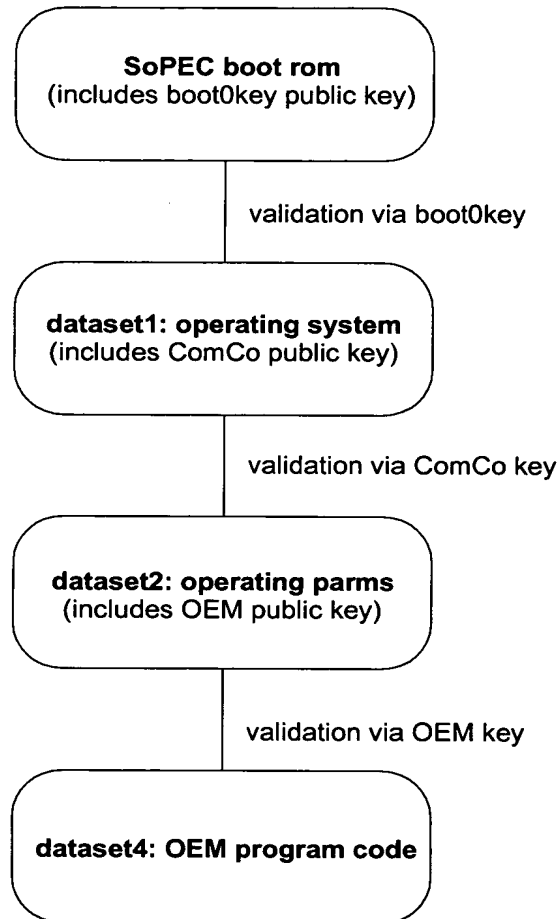 SoPEC boot rom
(includes boot0key public key)
validation via boot0key
dataset1: operating system
(includes ComCo public key)
validation via ComCo key
dataset2: operating parms
(includes OEM public key)
validation via OEM key
dataset4: OEM program code